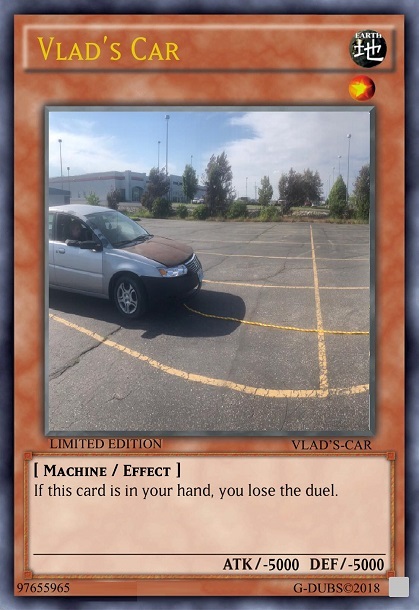 Vlad's Car
EARTH
地
LIMITED EDITION
VLAD'S-CAR
[ Machine / Effect ]
If this card is in your hand, you lose the duel.
ATK/-5000 DEF/-5000
97655965
G-DUBS©2018